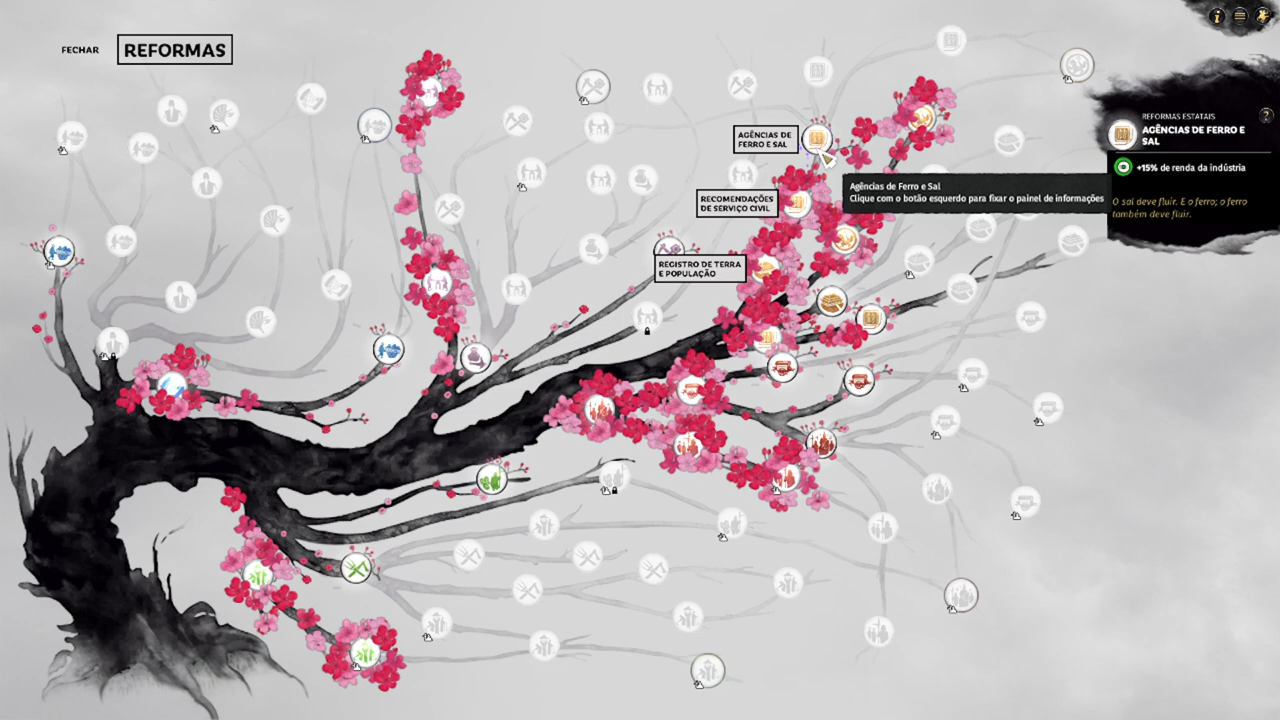 FECHAR
REFORMAS
AGÊNCIAS DE
FERRO E SAL
RECOMENDAÇÕES
DE SERVIÇO CIVIL
REGISTRO DE TERRA
E POPULAÇÃO
Agências de Ferro e Sal
Clique com o botão esquerdo para fixar o painel de informações
REFORMAS ESTATAIS
AGÊNCIAS DE FERRO E
SAL
?
+15% de renda da indústria
O sal deve fluir. E o ferro; o ferro
também deve fluir.